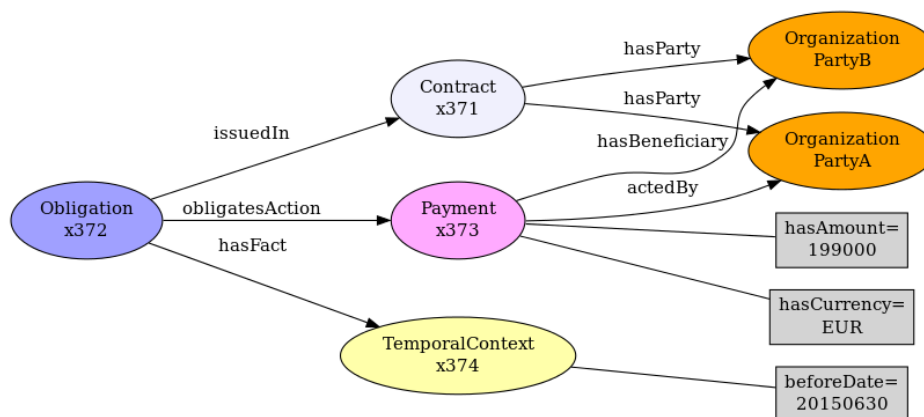 Organization
PartyB
hasParty
Contract
x371
hasParty
issuedIn
hasBeneficiary
Organization
PartyA
actedBy
Obligation
x372
obligatesAction
Payment
x373
hasAmount=
199000
hasFact
hasCurrency=
EUR
TemporalContext
x374
beforeDate=
20150630